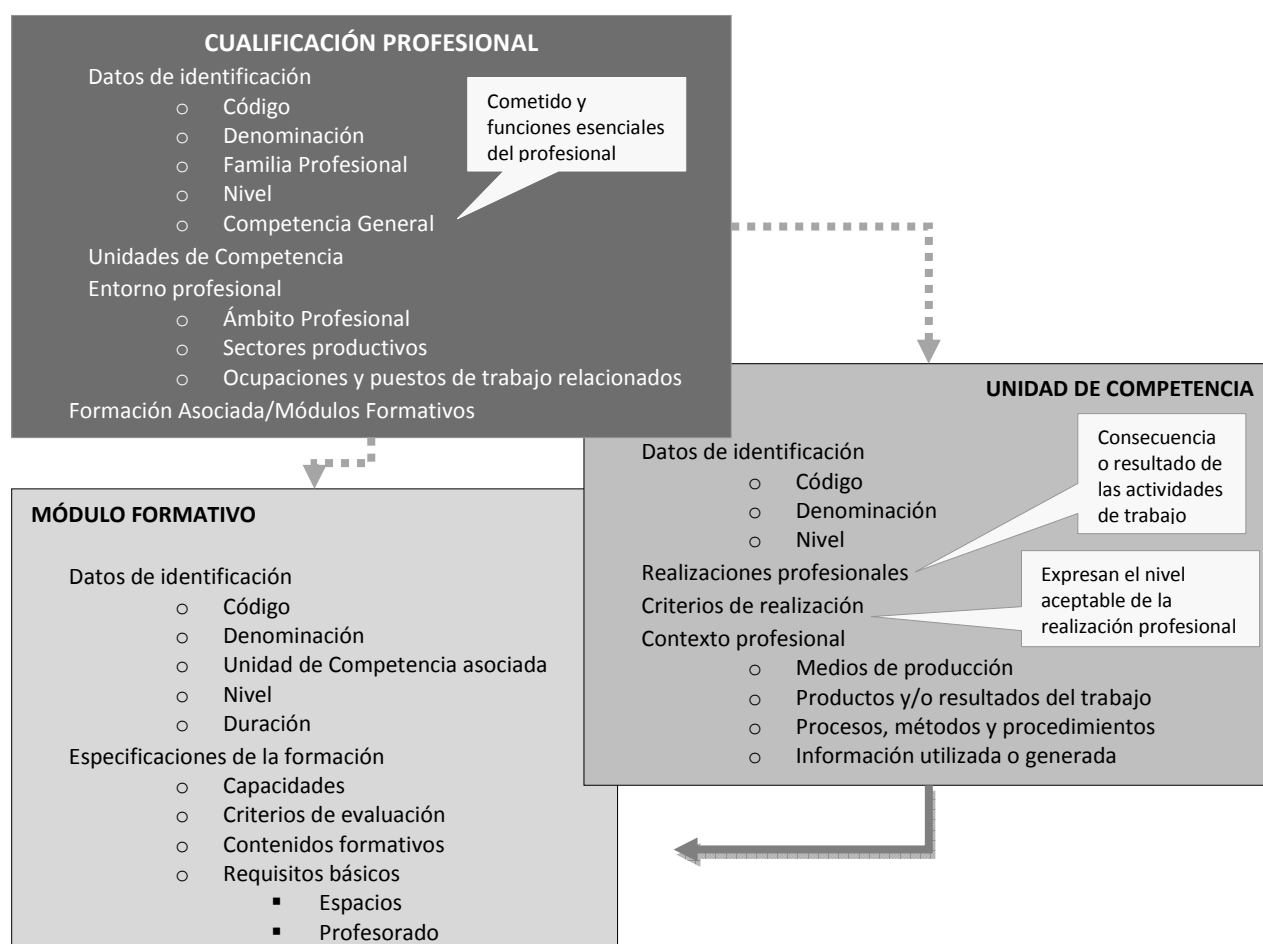 CUALIFICACIÓN PROFESIONAL
Datos de identificación
o Código
o Denominación
o Familia Profesional
o Nivel
o Competencia General
Cometido y
funciones esenciales
del profesional
Unidades de Competencia
Entorno profesional
o Ámbito Profesional
o Sectores productivos
o Ocupaciones y puestos de trabajo relacionados
Formación Asociada/Módulos Formativos
UNIDAD DE COMPETENCIA
Datos de identificación
o Código
o Denominación
o Nivel
Consecuencia
o resultado de
las actividades
de trabajo
Realizaciones profesionales
Criterios de realización
Expresan el nivel
aceptable de la
realización profesional
Contexto profesional
o Medios de producción
o Productos y/o resultados del trabajo
o Procesos, métodos y procedimientos
o Información utilizada o generada
MÓDULO FORMATIVO
Datos de identificación
o Código
o Denominación
o Unidad de Competencia asociada
o Nivel
o Duración
Especificaciones de la formación
o Capacidades
o Criterios de evaluación
o Contenidos formativos
o Requisitos básicos
▪ Espacios
▪ Profesorado